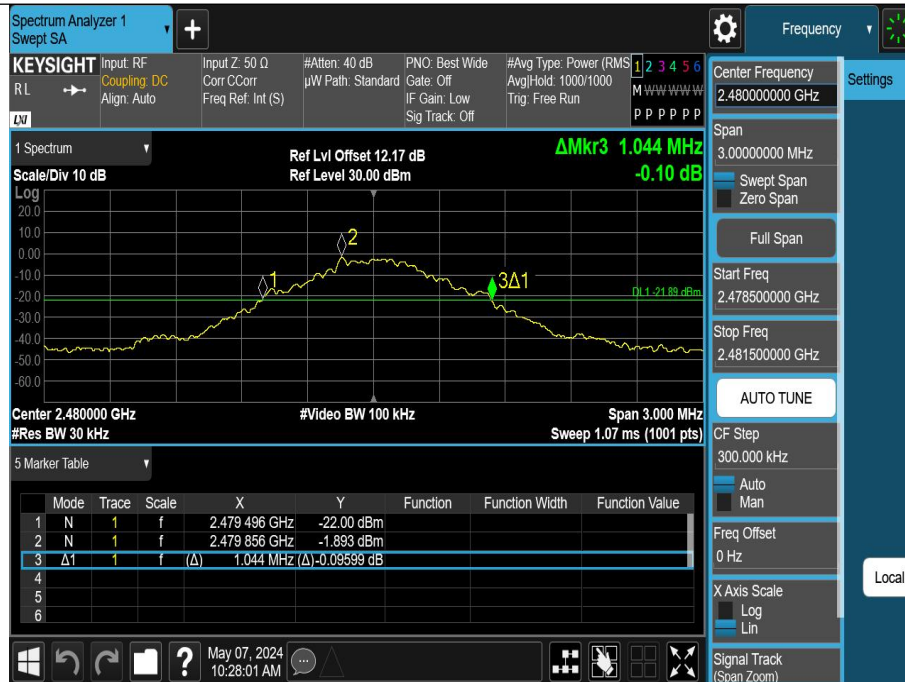 Spectrum Analyzer 1
Swept SA
+
Frequency
KEYSIGHT
RL
LXI
Input: RF
Coupling: DC
Align: Auto
Input Z: 50 Ω
Corr CCorr
Freq Ref: Int (S)
#Atten: 40 dB
µW Path: Standard
PNO: Best Wide
Gate: Off
IF Gain: Low
Sig Track: Off
#Avg Type: Power (RMS
Avg|Hold: 1000/1000
Trig: Free Run
1 2 3 4 5 6
M W W W W W
P P P P P P
1 Spectrum
Scale/Div 10 dB
Ref Lvl Offset 12.17 dB
Ref Level 30.00 dBm
ΔMkr3 1.044 MHz
-0.10 dB
Log
20.0
10.0
0.00
-10.0
-20.0
-30.0
-40.0
-50.0
-60.0
1
2
3Δ1
DL1 -21.89 dBm
Center 2.480000 GHz
#Video BW 100 kHz
Span 3.000 MHz
#Res BW 30 kHz
Sweep 1.07 ms (1001 pts)
5 Marker Table
Mode Trace Scale X Y Function Function Width Function Value
1 N 1 f 2.479 496 GHz -22.00 dBm
2 N 1 f 2.479 856 GHz -1.893 dBm
3 Δ1 1 f (Δ) 1.044 MHz (Δ) -0.09599 dB
4
5
6
?
May 07, 2024
10:28:01 AM
Center Frequency
2.480000000 GHz
Settings
Span
3.00000000 MHz
Swept Span
Zero Span
Full Span
Start Freq
2.478500000 GHz
Stop Freq
2.481500000 GHz
AUTO TUNE
CF Step
300.000 kHz
Auto
Man
Freq Offset
0 Hz
Local
X Axis Scale
Log
Lin
Signal Track
(Span Zoom)